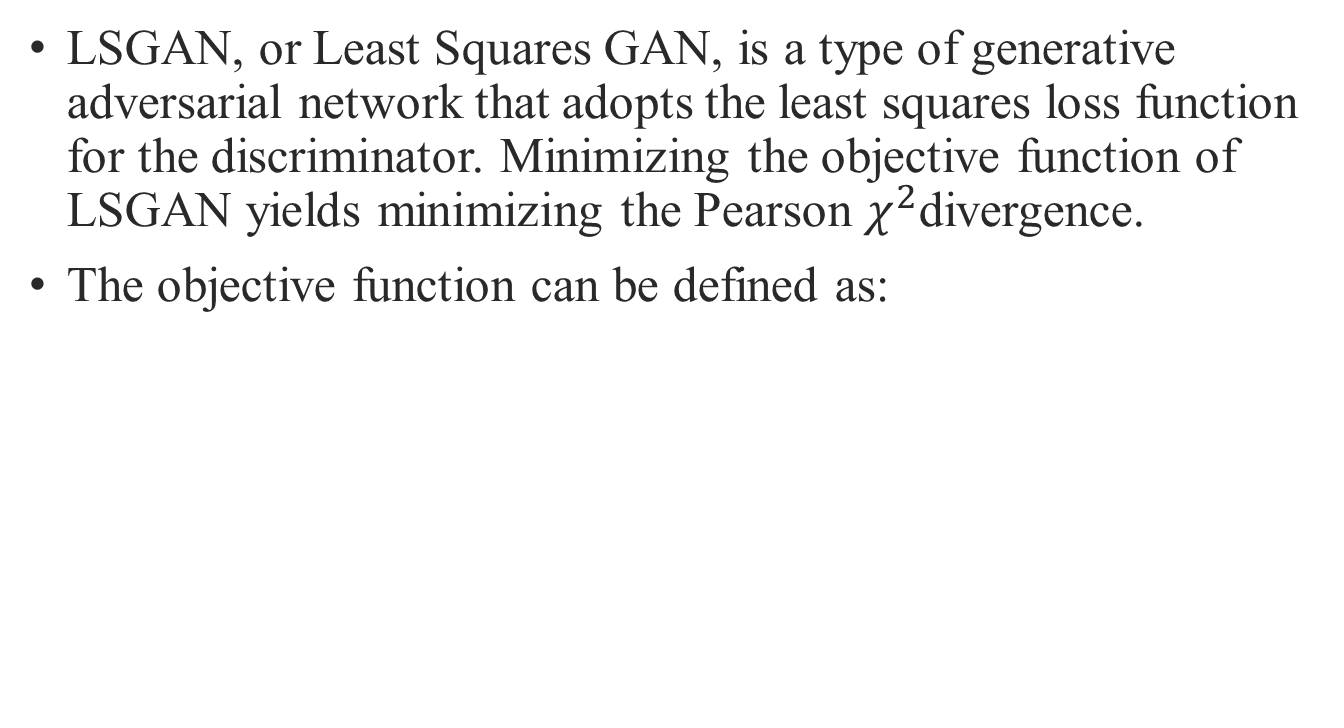 • LSGAN, or Least Squares GAN, is a type of generative
adversarial network that adopts the least squares loss function
for the discriminator. Minimizing the objective function of
LSGAN yields minimizing the Pearson 𝜒²divergence.
• The objective function can be defined as: